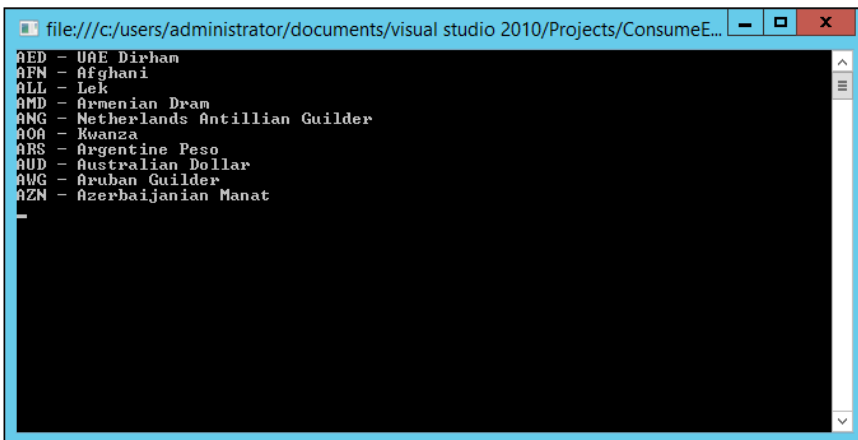 file:///c:/users/administrator/documents/visual studio 2010/Projects/ConsumeE...
AED - UAE Dirham
AFN - Afghani
ALL - Lek
AMD - Armenian Dram
ANG - Netherlands Antillian Guilder
AOA - Kwanza
ARS - Argentine Peso
AUD - Australian Dollar
AWG - Aruban Guilder
AZN - Azerbaijanian Manat